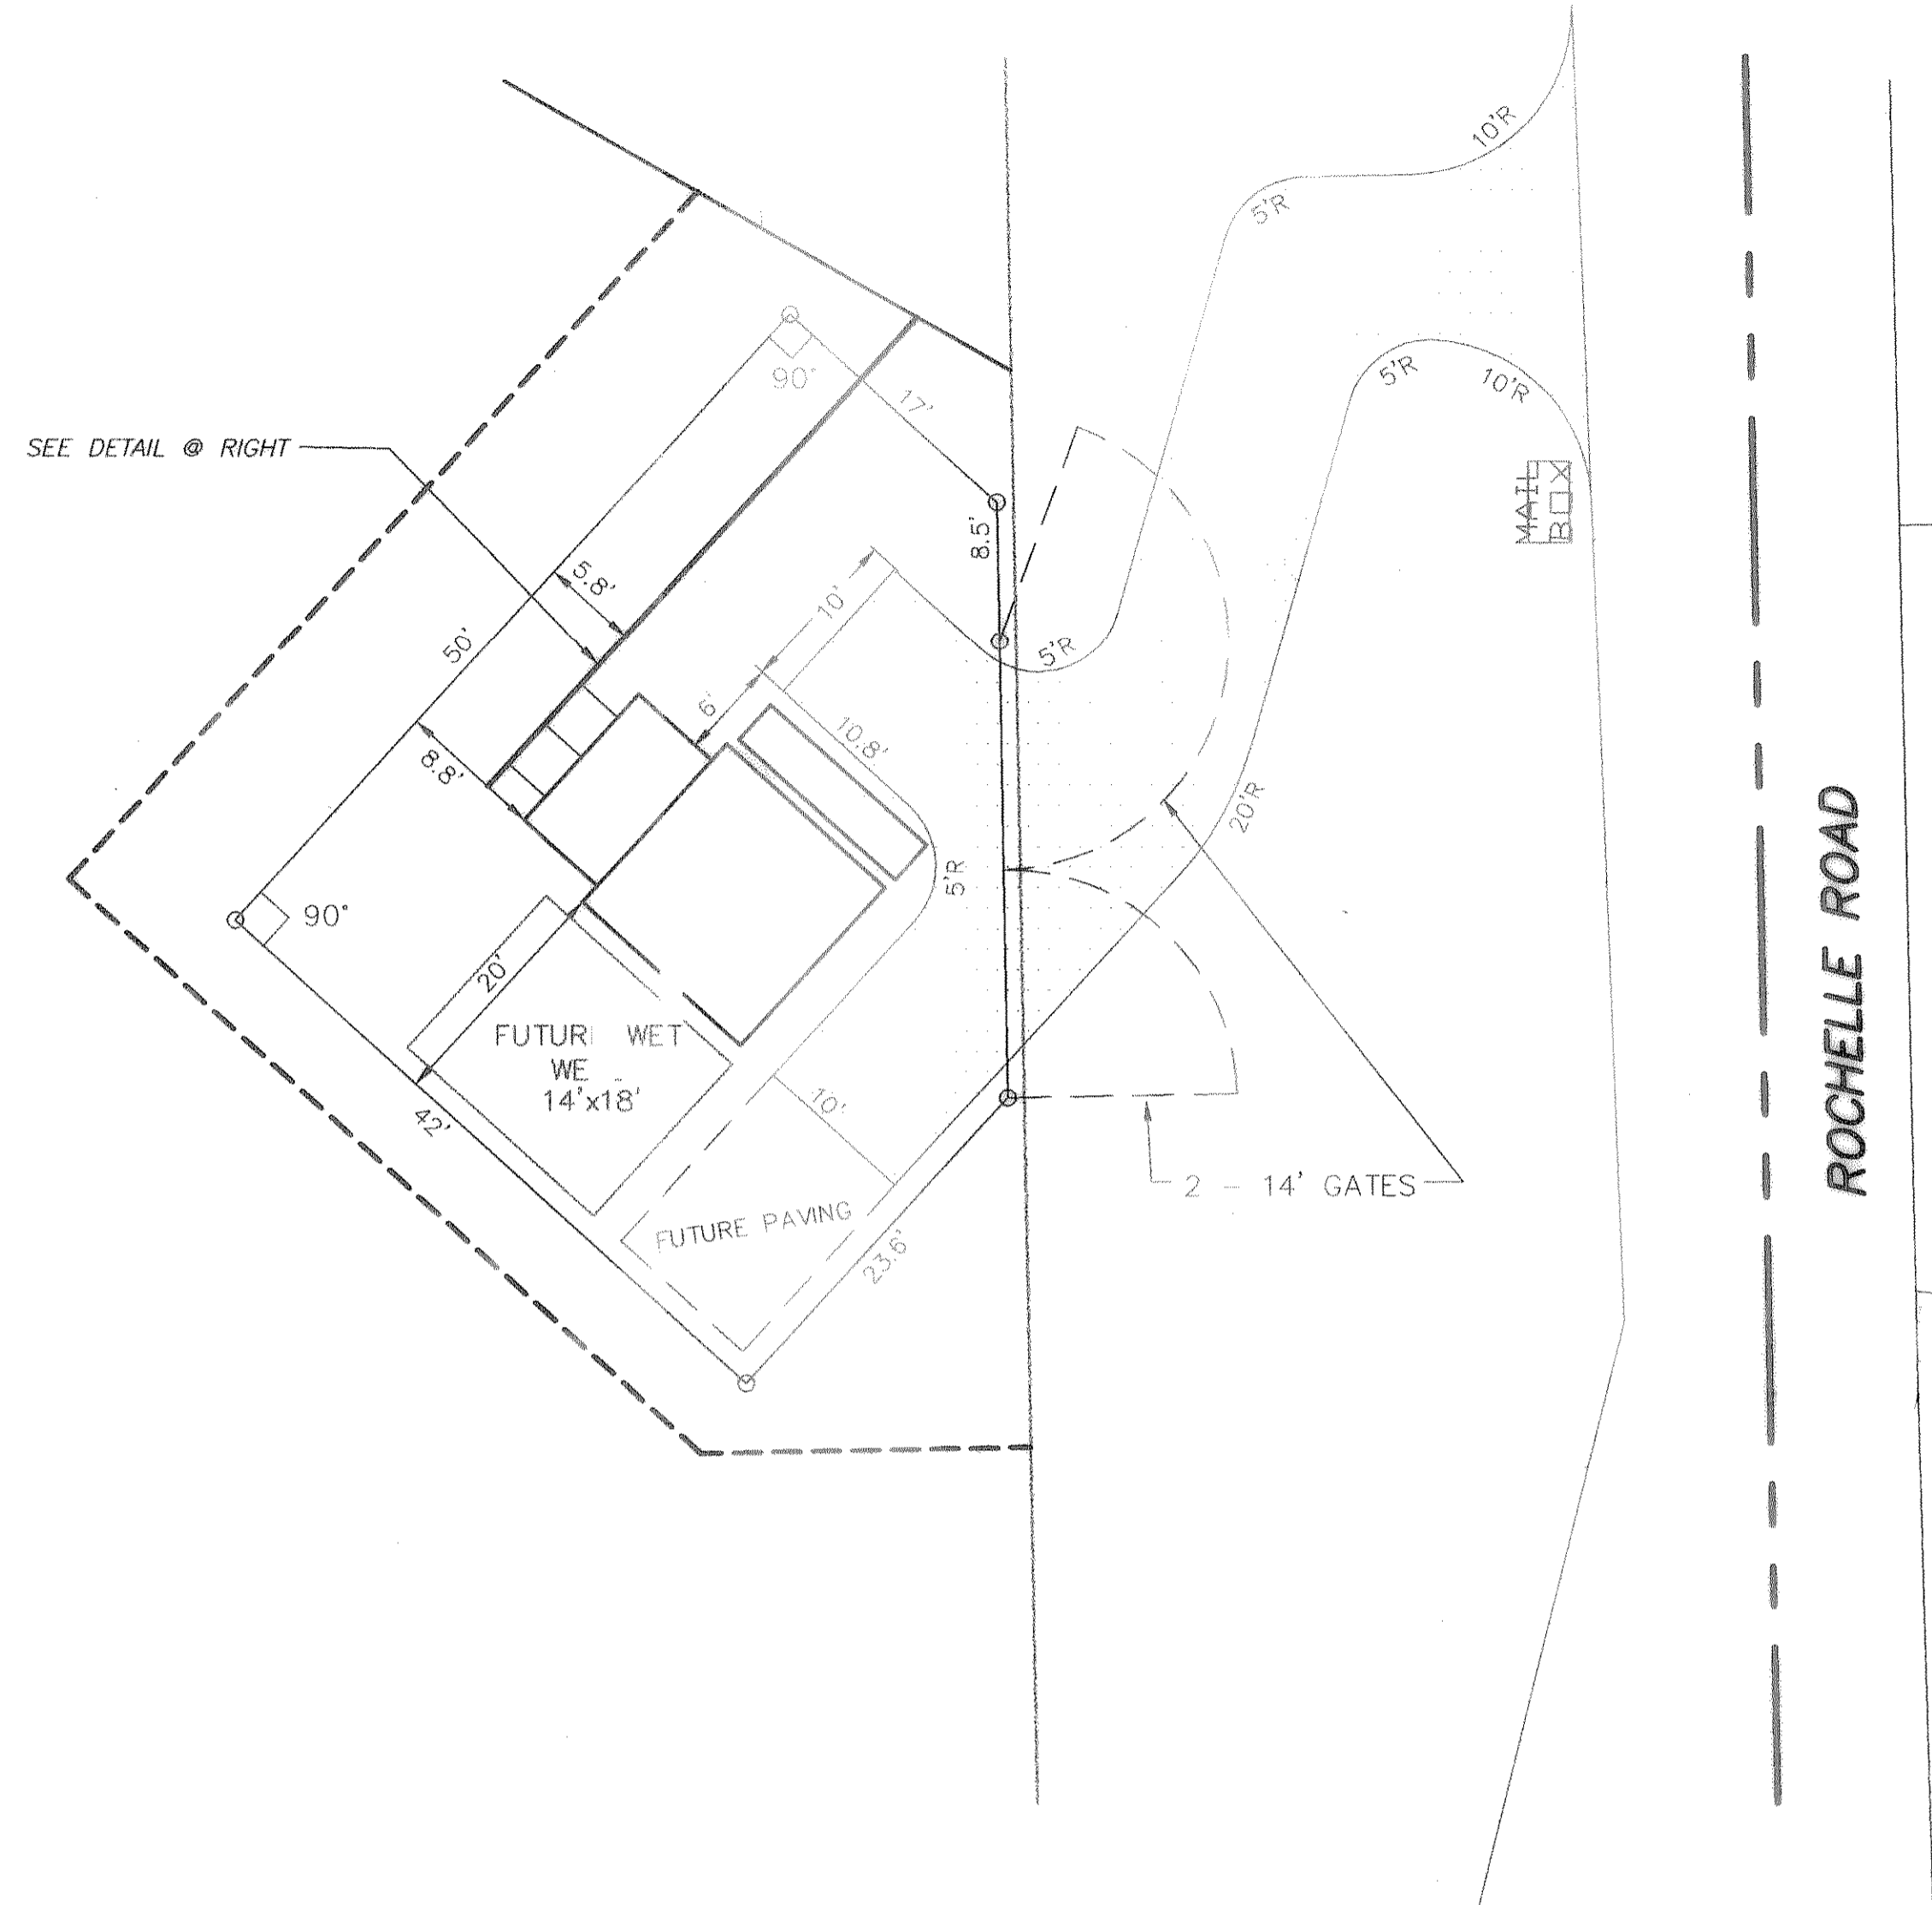 10'R
5'R
5'R
10'R
90°
17'
SEE DETAIL @ RIGHT
MAIL
BOX
8.5'
5.8'
10'
50'
5'R
6'
10.8'
8.8'
20'R
5'R
90°
20'
FUTUR WET
WE
14'x18'
10'
42'
2 - 14' GATES
FUTURE PAVING
23.6'
ROCHELLE ROAD